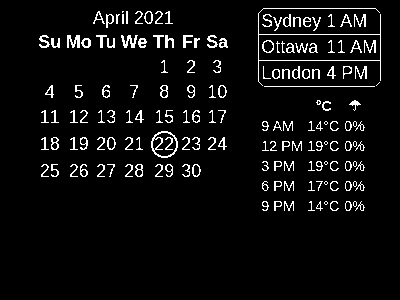 April 2021
Su Mo Tu We Th Fr Sa
1 2 3
4 5 6 7 8 9 10
11 12 13 14 15 16 17
18 19 20 21 22 23 24
25 26 27 28 29 30
Sydney 1 AM
Ottawa 11 AM
London 4 PM
°C
9 AM 14°C 0%
12 PM 19°C 0%
3 PM 19°C 0%
6 PM 17°C 0%
9 PM 14°C 0%